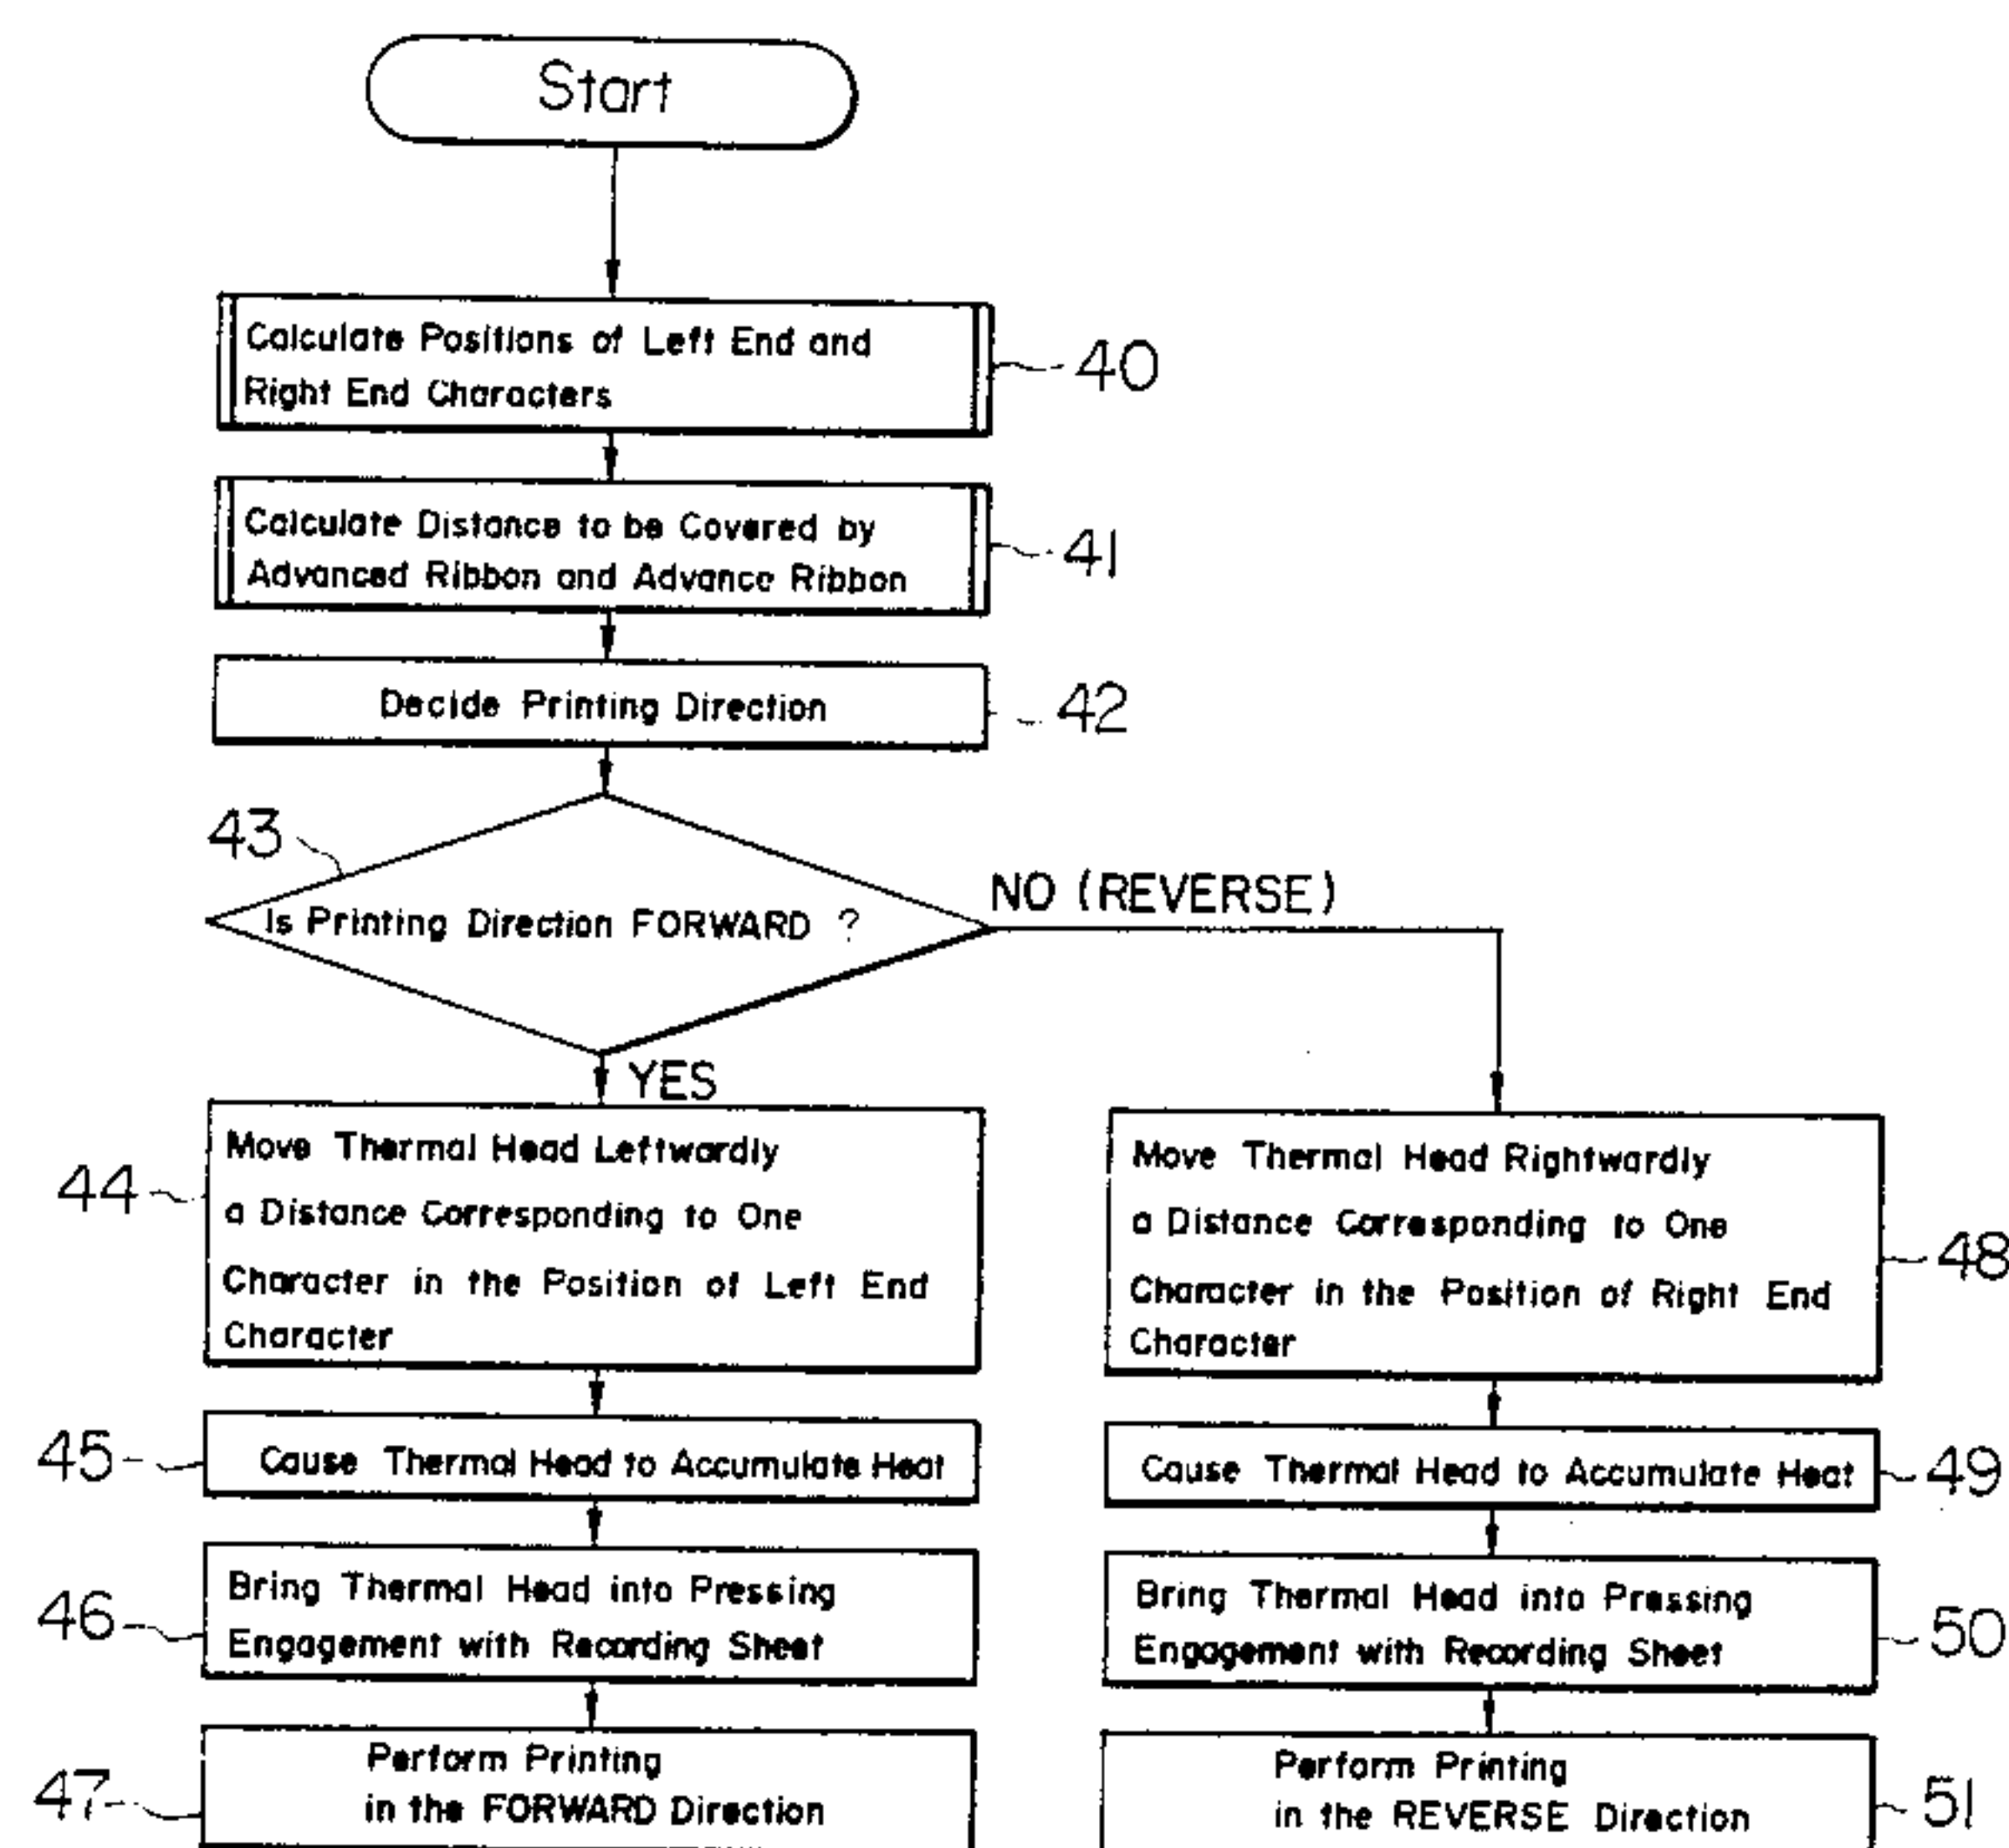 Start
Calculate Positions of Left End and
Right End Characters
40
Calculate Distance to be Covered by
Advanced Ribbon and Advance Ribbon
41
Decide Printing Direction
42
43
Is Printing Direction FORWARD ?
NO (REVERSE)
YES
44
Move Thermal Head Leftwardly
a Distance Corresponding to One
Character in the Position of Left End
Character
Move Thermal Head Rightwardly
a Distance Corresponding to One
Character in the Position of Right End
Character
48
45
Cause Thermal Head to Accumulate Heat
Cause Thermal Head to Accumulate Heat
49
46
Bring Thermal Head into Pressing
Engagement with Recording Sheet
Bring Thermal Head into Pressing
Engagement with Recording Sheet
50
47
Perform Printing
in the FORWARD Direction
Perform Printing
in the REVERSE Direction
51